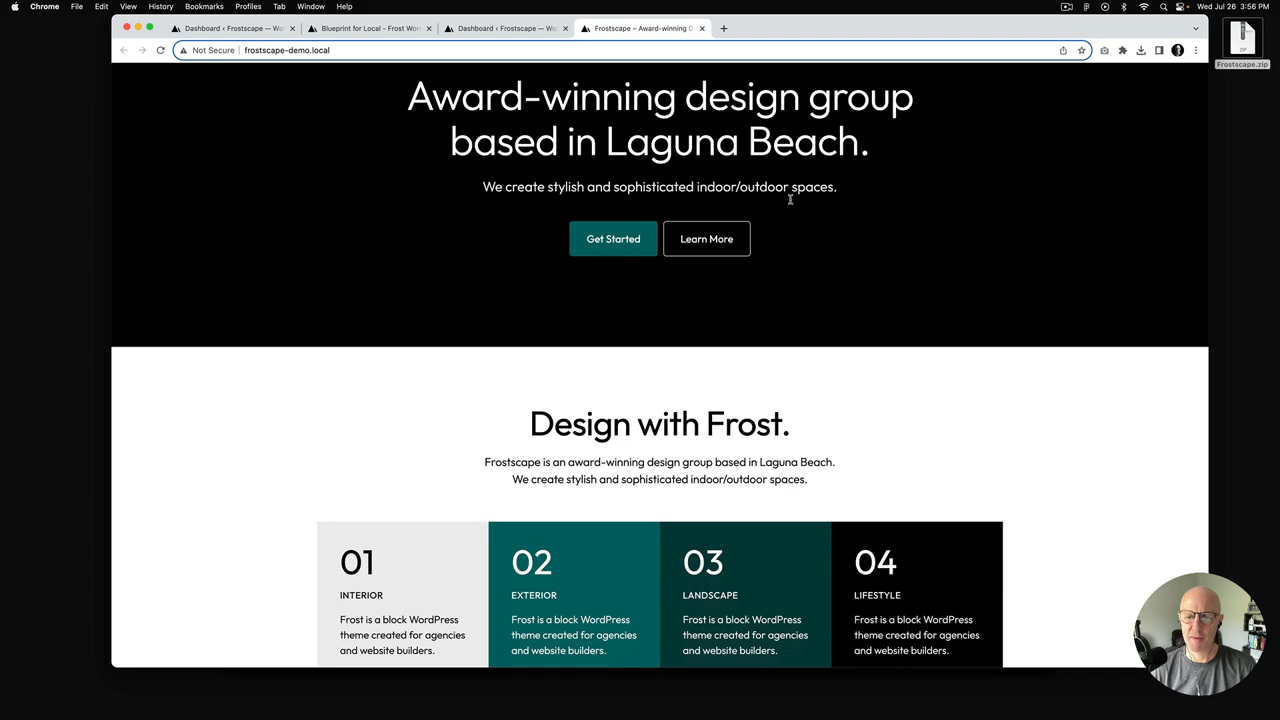 Chrome File Edit View History Bookmarks Profiles Tab Window Help
Wed Jul 26 3:56 PM
Dashboard ‹ Frostscape — Wo
Blueprint for Local – Frost Wor
Dashboard ‹ Frostscape — Wo
Frostscape – Award-winning D
Not Secure frostscape-demo.local
ZIP
Frostscape.zip
Award-winning design group
based in Laguna Beach.
We create stylish and sophisticated indoor/outdoor spaces.
Get Started
Learn More
Design with Frost.
Frostscape is an award-winning design group based in Laguna Beach.
We create stylish and sophisticated indoor/outdoor spaces.
01
INTERIOR
Frost is a block WordPress
theme created for agencies
and website builders.
02
EXTERIOR
Frost is a block WordPress
theme created for agencies
and website builders.
03
LANDSCAPE
Frost is a block WordPress
theme created for agencies
and website builders.
04
LIFESTYLE
Frost is a block WordPress
theme created for agencies
and website builders.